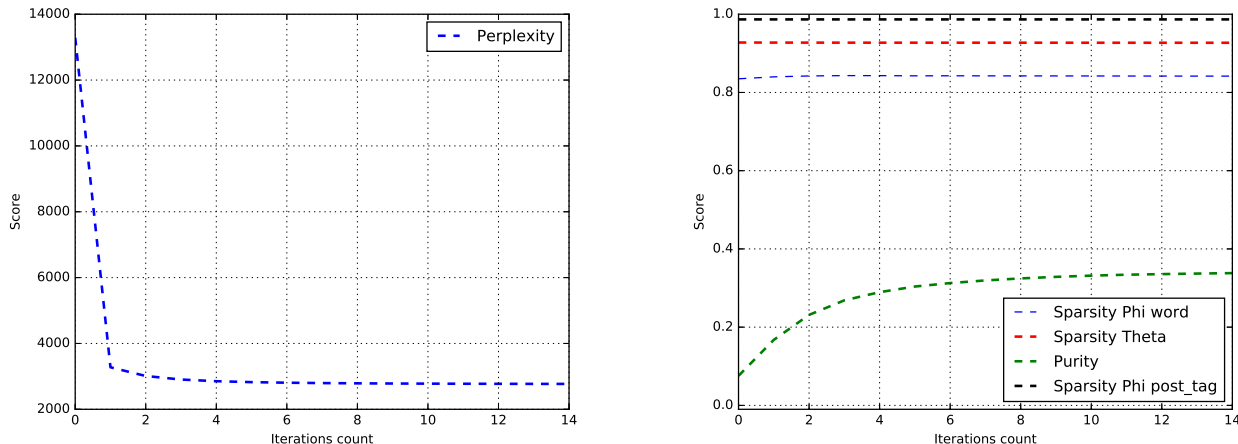 14000
12000
10000
8000
6000
4000
2000
Score
0 2 4 6 8 10 12 14
Iterations count
Perplexity
1.0
0.8
0.6
0.4
0.2
0.0
Score
0 2 4 6 8 10 12 14
Iterations count
Sparsity Phi word
Sparsity Theta
Purity
Sparsity Phi post_tag